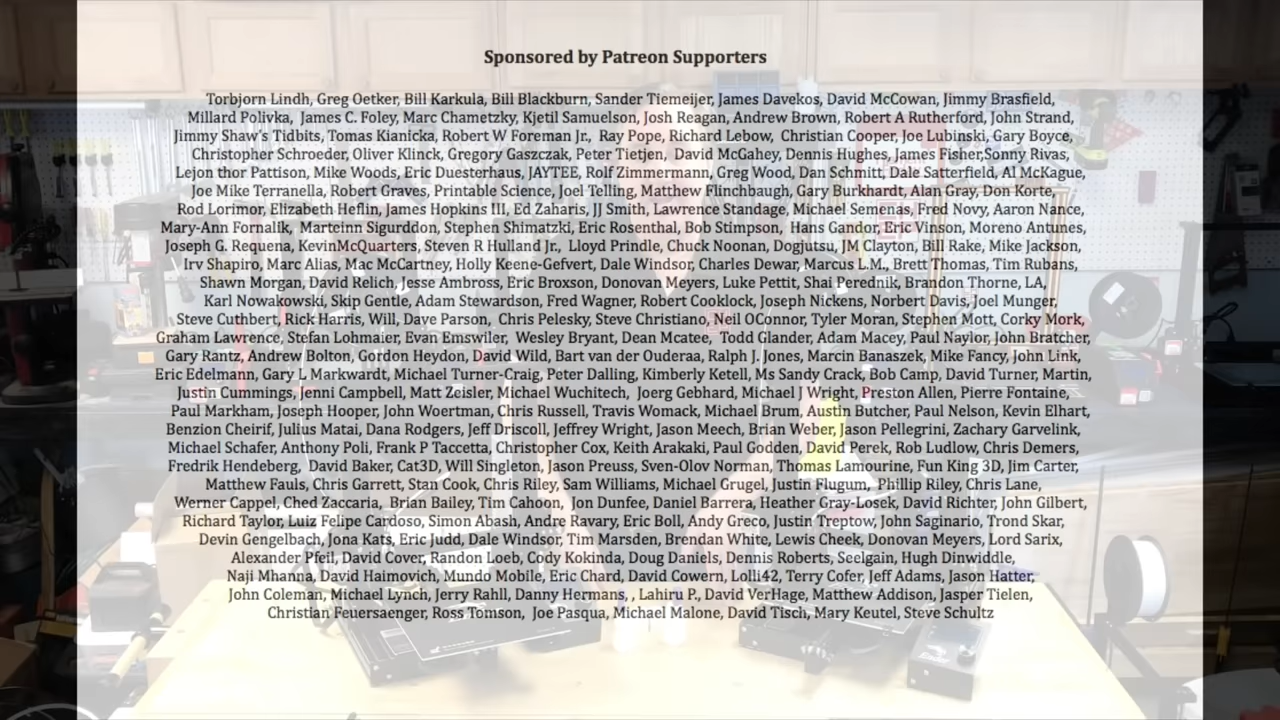 Sponsored by Patreon Supporters
Torbjorn Lindh, Greg Oetker, Bill Karkula, Bill Blackburn, Sander Tiemeijer, James Davekos, David McCowan, Jimmy Brasfield,
Millard Polivka, James C. Foley, Marc Chametzky, Kjetil Samuelson, Josh Reagan, Andrew Brown, Robert A Rutherford, John Strand,
Jimmy Shaw's Tidbits, Tomas Kianicka, Robert W Foreman Jr., Ray Pope, Richard Lebow, Christian Cooper, Joe Lubinski, Gary Boyce,
Christopher Schroeder, Oliver Klinck, Gregory Gaszczak, Peter Tietjen, David McGahey, Dennis Hughes, James Fisher,Sonny Rivas,
Lejon thor Pattison, Mike Woods, Eric Duesterhaus, JAYTEE, Rolf Zimmermann, Greg Wood, Dan Schmitt, Dale Satterfield, Al McKague,
Joe Mike Terranella, Robert Graves, Printable Science, Joel Telling, Matthew Flinchbaugh, Gary Burkhardt, Alan Gray, Don Korte,
Rod Lorimor, Elizabeth Heflin, James Hopkins III, Ed Zaharis, JJ Smith, Lawrence Standage, Michael Semenas, Fred Novy, Aaron Nance,
Mary-Ann Fornalik, Marteinn Sigurddon, Stephen Shimatzki, Eric Rosenthal, Bob Stimpson, Hans Gandor, Eric Vinson, Moreno Antunes,
Joseph G. Requena, KevinMcQuarters, Steven R Hulland Jr., Lloyd Prindle, Chuck Noonan, Dogjutsu, JM Clayton, Bill Rake, Mike Jackson,
Irv Shapiro, Marc Alias, Mac McCartney, Holly Keene-Gefvert, Dale Windsor, Charles Dewar, Marcus L.M., Brett Thomas, Tim Rubans,
Shawn Morgan, David Relich, Jesse Ambross, Eric Broxson, Donovan Meyers, Luke Pettit, Shai Perednik, Brandon Thorne, LA,
Karl Nowakowski, Skip Gentle, Adam Stewardson, Fred Wagner, Robert Cooklock, Joseph Nickens, Norbert Davis, Joel Munger,
Steve Cuthbert, Rick Harris, Will, Dave Parson, Chris Pelesky, Steve Christiano, Neil OConnor, Tyler Moran, Stephen Mott, Corky Mork,
Graham Lawrence, Stefan Lohmaier, Evan Emswiler, Wesley Bryant, Dean Mcatee, Todd Glander, Adam Macey, Paul Naylor, John Bratcher,
Gary Rantz, Andrew Bolton, Gordon Heydon, David Wild, Bart van der Ouderaa, Ralph J. Jones, Marcin Banaszek, Mike Fancy, John Link,
Eric Edelmann, Gary L Markwardt, Michael Turner-Craig, Peter Dalling, Kimberly Ketell, Ms Sandy Crack, Bob Camp, David Turner, Martin,
Justin Cummings, Jenni Campbell, Matt Zeisler, Michael Wuchitech, Joerg Gebhard, Michael J Wright, Preston Allen, Pierre Fontaine,
Paul Markham, Joseph Hooper, John Woertman, Chris Russell, Travis Womack, Michael Brum, Austin Butcher, Paul Nelson, Kevin Elhart,
Benzion Cheirif, Julius Matai, Dana Rodgers, Jeff Driscoll, Jeffrey Wright, Jason Meech, Brian Weber, Jason Pellegrini, Zachary Garvelink,
Michael Schafer, Anthony Poli, Frank P Taccetta, Christopher Cox, Keith Arakaki, Paul Godden, David Perek, Rob Ludlow, Chris Demers,
Fredrik Hendeberg, David Baker, Cat3D, Will Singleton, Jason Preuss, Sven-Olov Norman, Thomas Lamourine, Fun King 3D, Jim Carter,
Matthew Fauls, Chris Garrett, Stan Cook, Chris Riley, Sam Williams, Michael Grugel, Justin Flugum, Phillip Riley, Chris Lane,
Werner Cappel, Ched Zaccaria, Brian Bailey, Tim Cahoon, Jon Dunfee, Daniel Barrera, Heather Gray-Losek, David Richter, John Gilbert,
Richard Taylor, Luiz Felipe Cardoso, Simon Abash, Andre Ravary, Eric Boll, Andy Greco, Justin Treptow, John Saginario, Trond Skar,
Devin Gengelbach, Jona Kats, Eric Judd, Dale Windsor, Tim Marsden, Brendan White, Lewis Cheek, Donovan Meyers, Lord Sarix,
Alexander Pfeil, David Cover, Randon Loeb, Cody Kokinda, Doug Daniels, Dennis Roberts, Seelgain, Hugh Dinwiddle,
Naji Mhanna, David Haimovich, Mundo Mobile, Eric Chard, David Cowern, Lolli42, Terry Cofer, Jeff Adams, Jason Hatter,
John Coleman, Michael Lynch, Jerry Rahll, Danny Hermans, , Lahiru P., David VerHage, Matthew Addison, Jasper Tielen,
Christian Feuersaenger, Ross Tomson, Joe Pasqua, Michael Malone, David Tisch, Mary Keutel, Steve Schultz